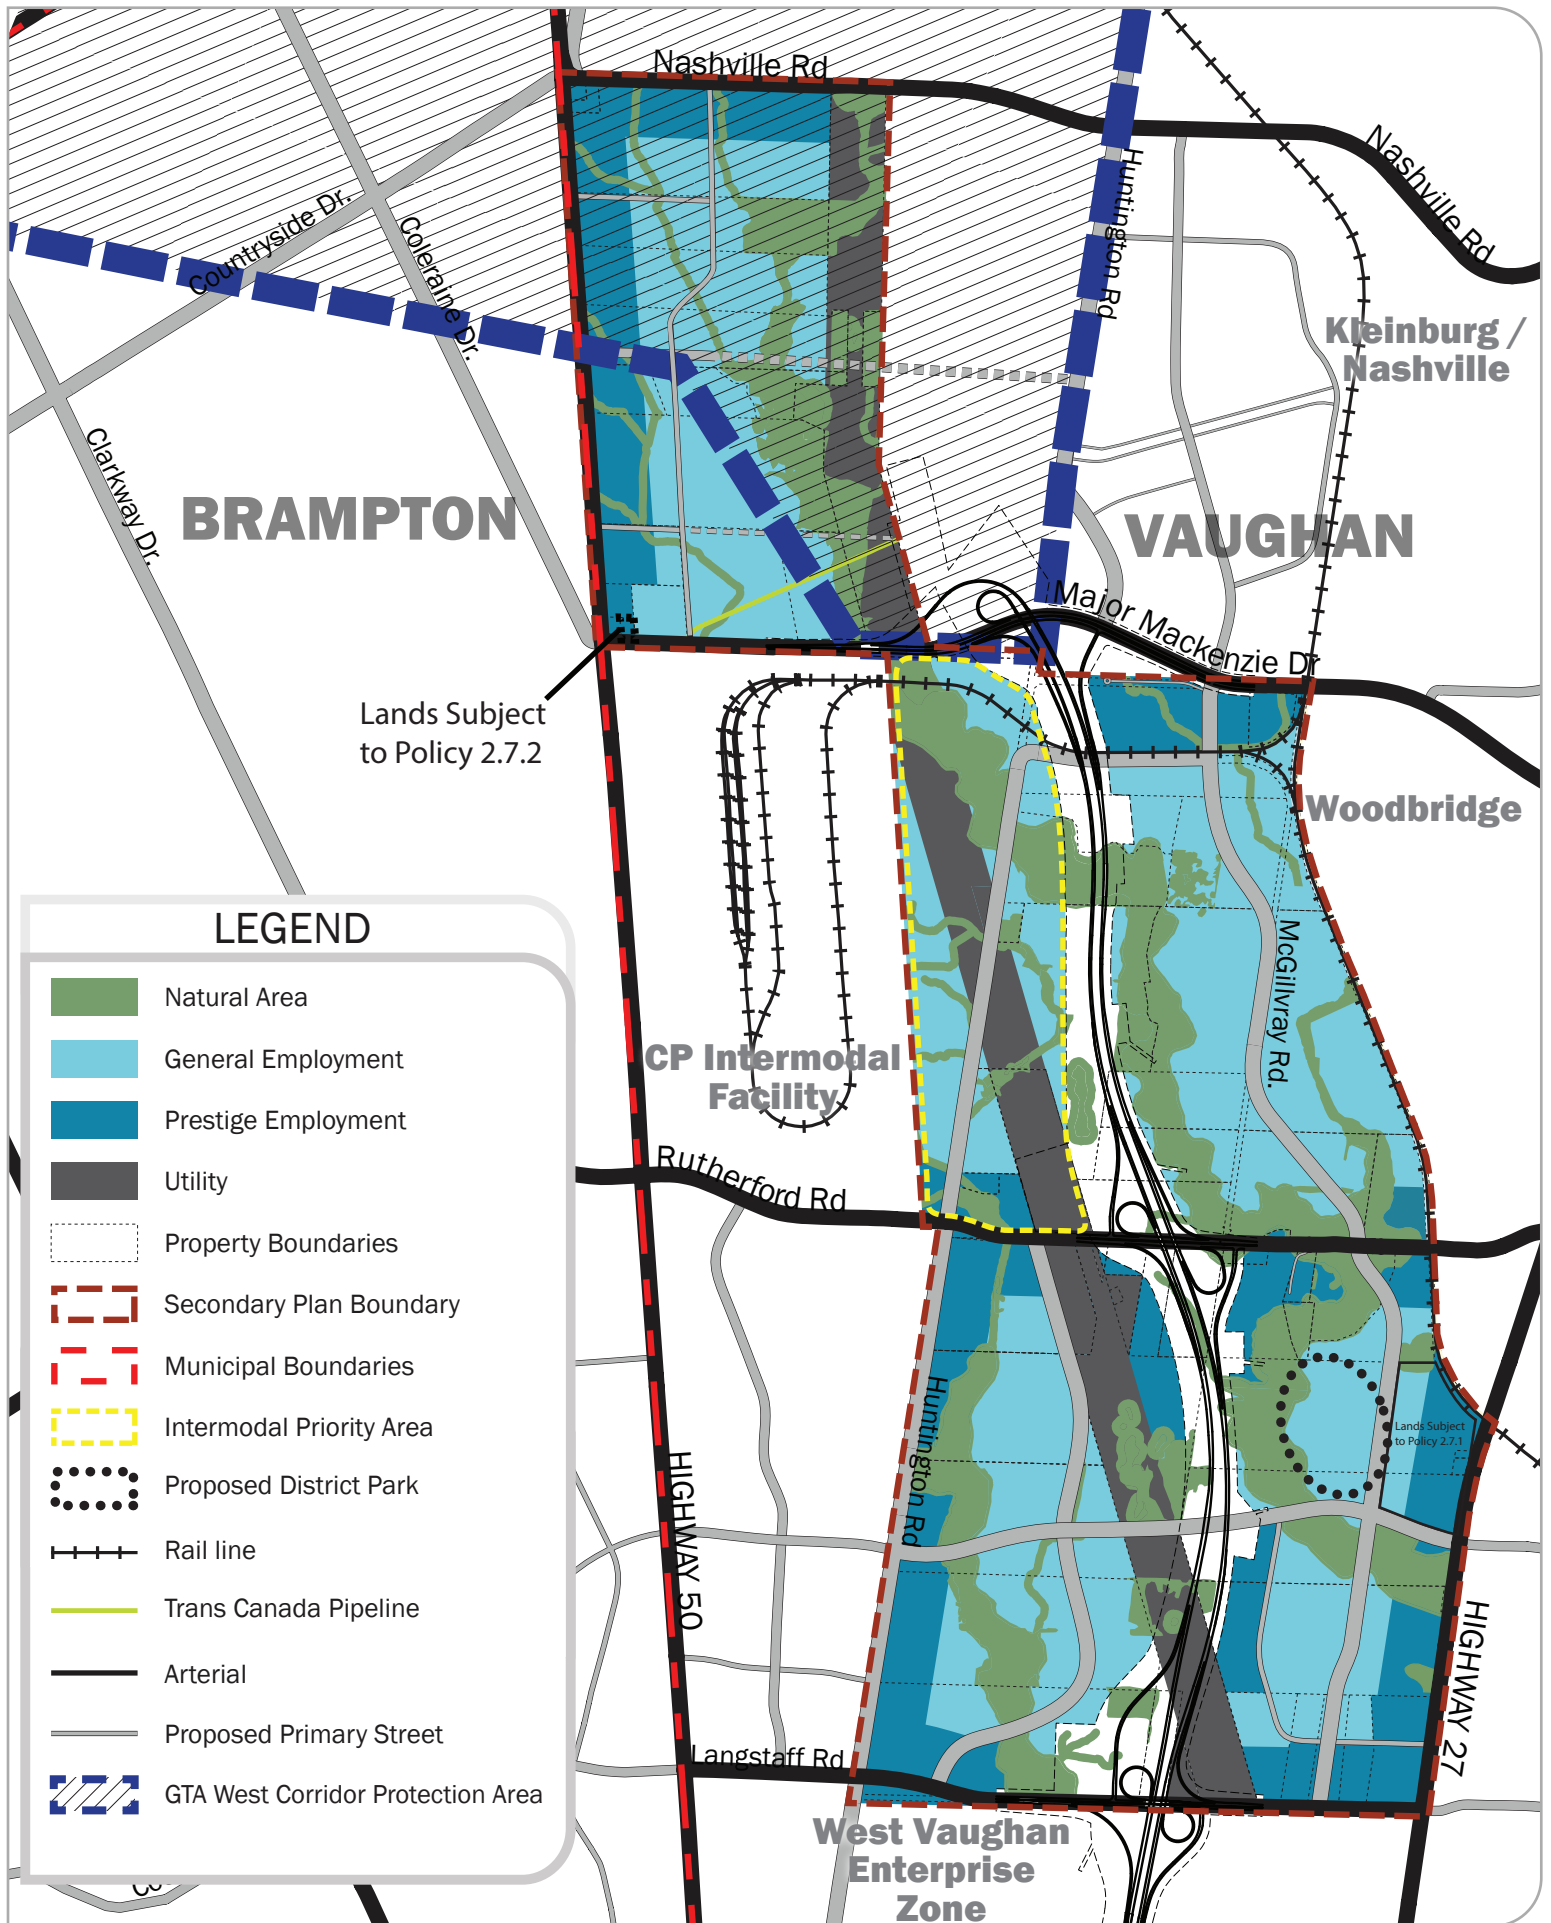 Nashville Rd
Nashville Rd
Huntington Rd
Countryside Dr.
Coleraine Dr.
Kleinburg /
Nashville
Clarkway Dr.
BRAMPTON
VAUGHAN
Major Mackenzie Dr
Lands Subject
to Policy 2.7.2
Woodbridge
McGillvray Rd.
CP Intermodal
Facility
Rutherford Rd
Huntington Rd
Lands Subject
to Policy 2.7.1
HIGHWAY 50
HIGHWAY 27
Langstaff Rd
West Vaughan
Enterprise
Zone
LEGEND
Natural Area
General Employment
Prestige Employment
Utility
Property Boundaries
Secondary Plan Boundary
Municipal Boundaries
Intermodal Priority Area
Proposed District Park
Rail line
Trans Canada Pipeline
Arterial
Proposed Primary Street
GTA West Corridor Protection Area